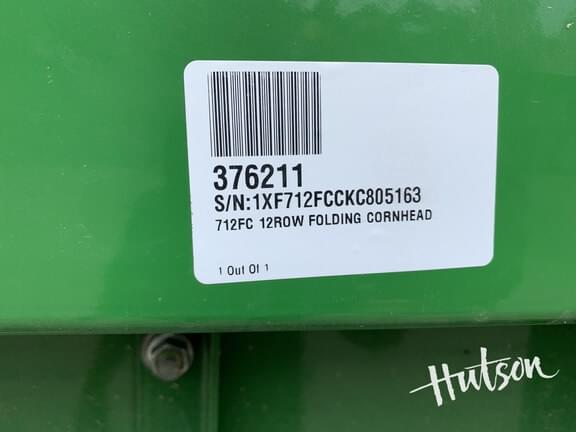 376211
S/N:1XF712FCCKC805163
712FC 12ROW FOLDING CORNHEAD
1 Out Of 1
Hutson